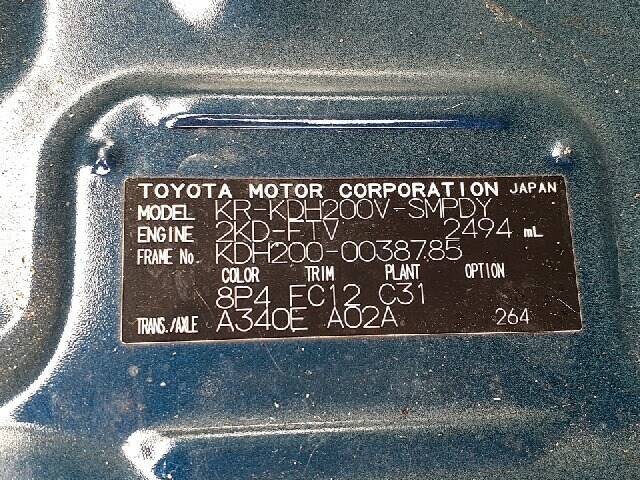 TOYOTA MOTOR CORPORATION JAPAN
MODEL KR-KDH200V-SMPDY
ENGINE 2KD-FTV 2494 mL
FRAME No. KDH200-0038785
COLOR TRIM PLANT OPTION
8P4 FC12 C31
TRANS./AXLE A340E A02A 264